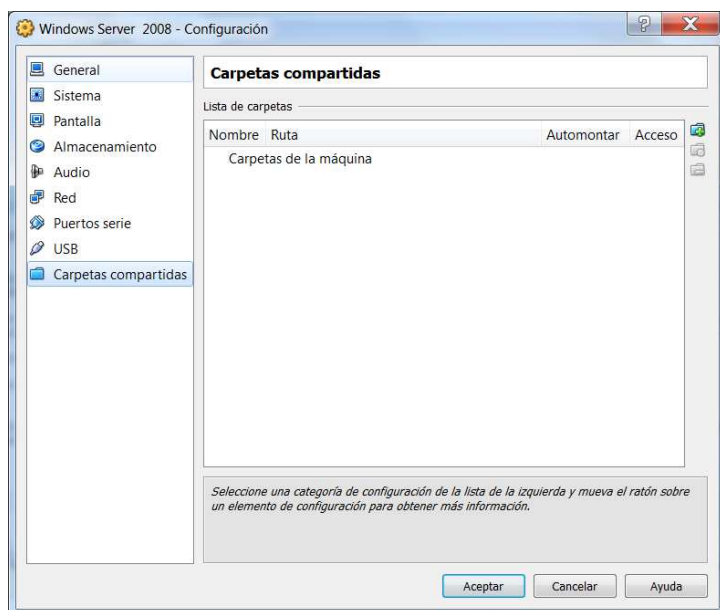 Windows Server 2008 - Configuración
General
Sistema
Pantalla
Almacenamiento
Audio
Red
Puertos serie
USB
Carpetas compartidas
Carpetas compartidas
Lista de carpetas
Nombre Ruta Automontar Acceso
Carpetas de la máquina
Seleccione una categoría de configuración de la lista de la izquierda y mueva el ratón sobre
un elemento de configuración para obtener más información.
Aceptar Cancelar Ayuda